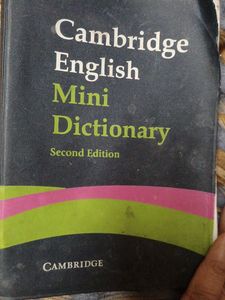 Cambridge
English
Mini
Dictionary
Second Edition
CAMBRIDGE